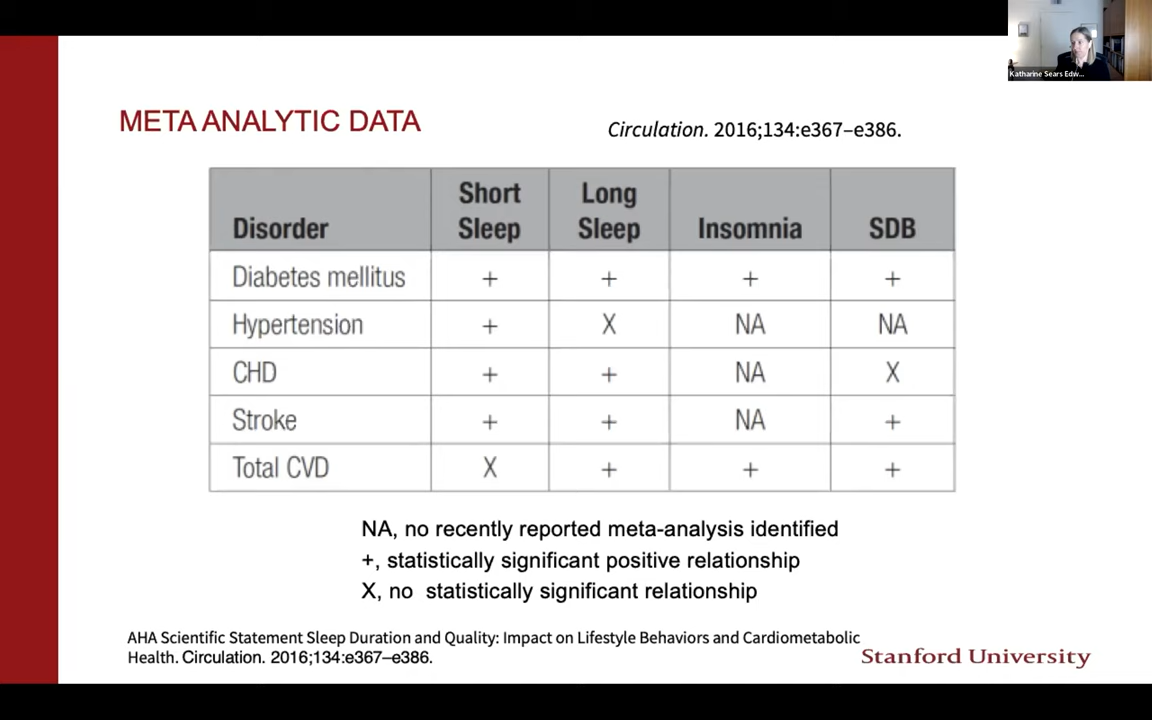 Katharine Sears Edw...
META ANALYTIC DATA
Circulation. 2016;134:e367–e386.
Disorder Short Sleep Long Sleep Insomnia SDB
Diabetes mellitus + + + +
Hypertension + X NA NA
CHD + + NA X
Stroke + + NA +
Total CVD X + + +
NA, no recently reported meta-analysis identified
+, statistically significant positive relationship
X, no statistically significant relationship
AHA Scientific Statement Sleep Duration and Quality: Impact on Lifestyle Behaviors and Cardiometabolic
Health. Circulation. 2016;134:e367–e386.
Stanford University